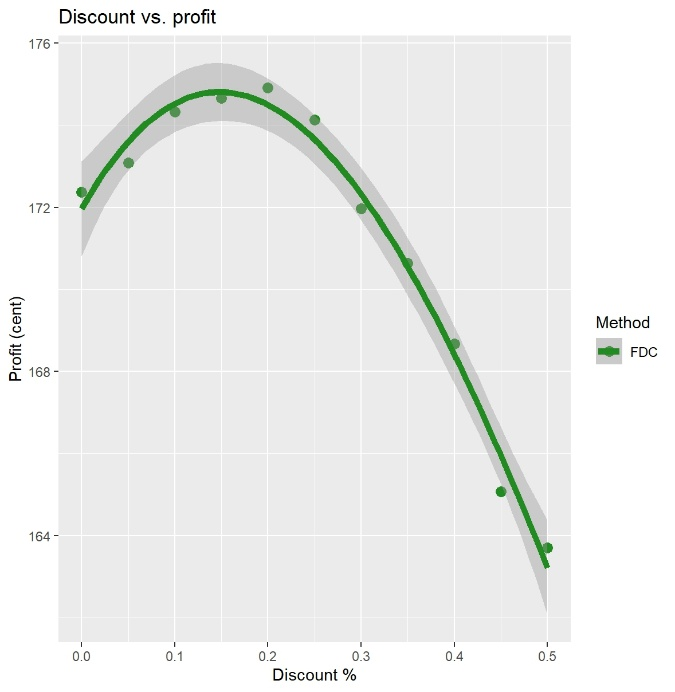 Discount vs. profit
176
172
168
164
Profit (cent)
0.0 0.1 0.2 0.3 0.4 0.5
Discount %
Method
FDC